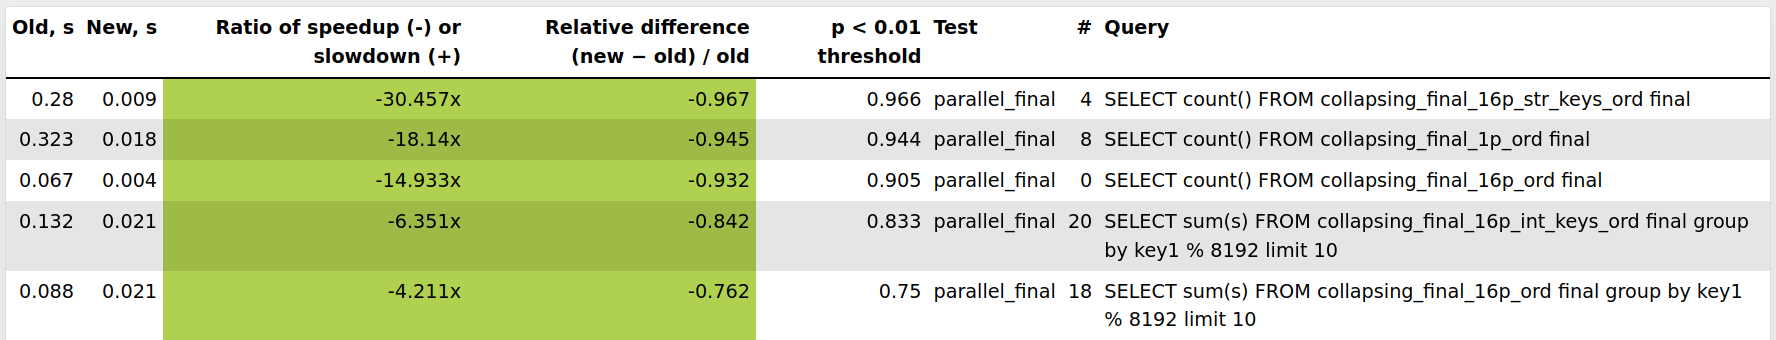 Old, s New, s Ratio of speedup (-) or slowdown (+) Relative difference (new − old) / old p < 0.01 threshold Test # Query
0.28 0.009 -30.457x -0.967 0.966 parallel_final 4 SELECT count() FROM collapsing_final_16p_str_keys_ord final
0.323 0.018 -18.14x -0.945 0.944 parallel_final 8 SELECT count() FROM collapsing_final_1p_ord final
0.067 0.004 -14.933x -0.932 0.905 parallel_final 0 SELECT count() FROM collapsing_final_16p_ord final
0.132 0.021 -6.351x -0.842 0.833 parallel_final 20 SELECT sum(s) FROM collapsing_final_16p_int_keys_ord final group
by key1 % 8192 limit 10
0.088 0.021 -4.211x -0.762 0.75 parallel_final 18 SELECT sum(s) FROM collapsing_final_16p_ord final group by key1
% 8192 limit 10